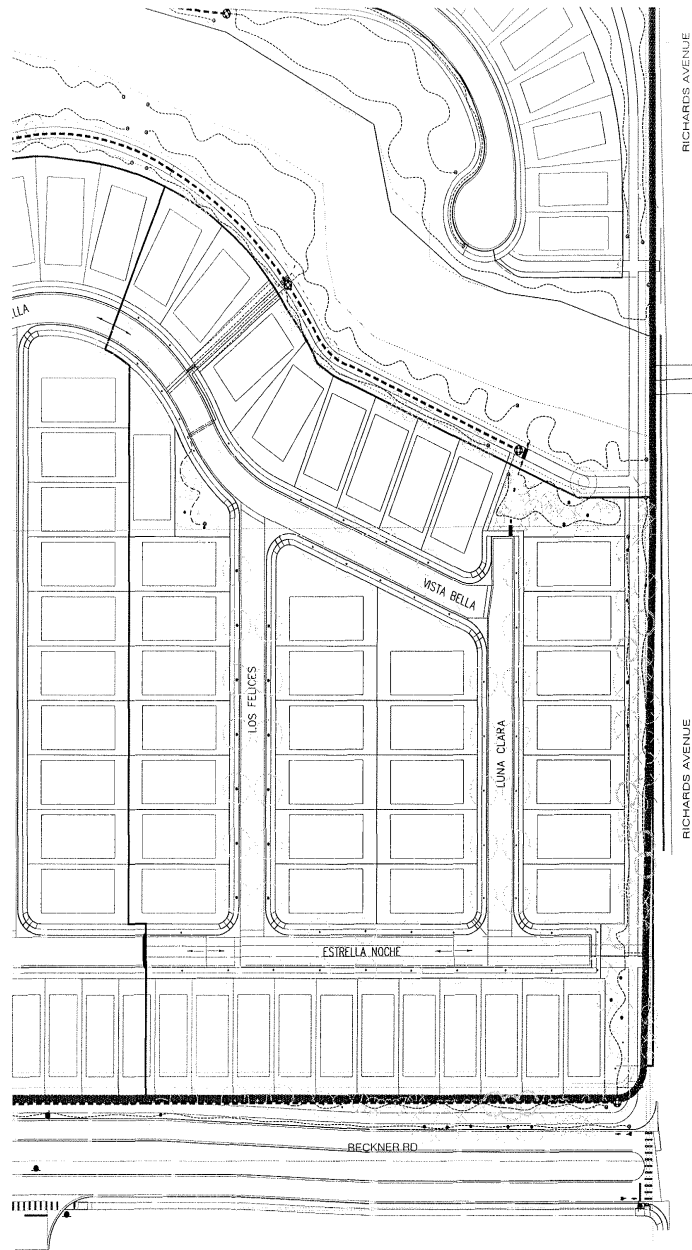 RICHARDS AVENUE
LLA
VISTA BELLA
LOS FELICES
LUNA CLARA
RICHARDS AVENUE
ESTRELLA NOCHE
BECKNER RD